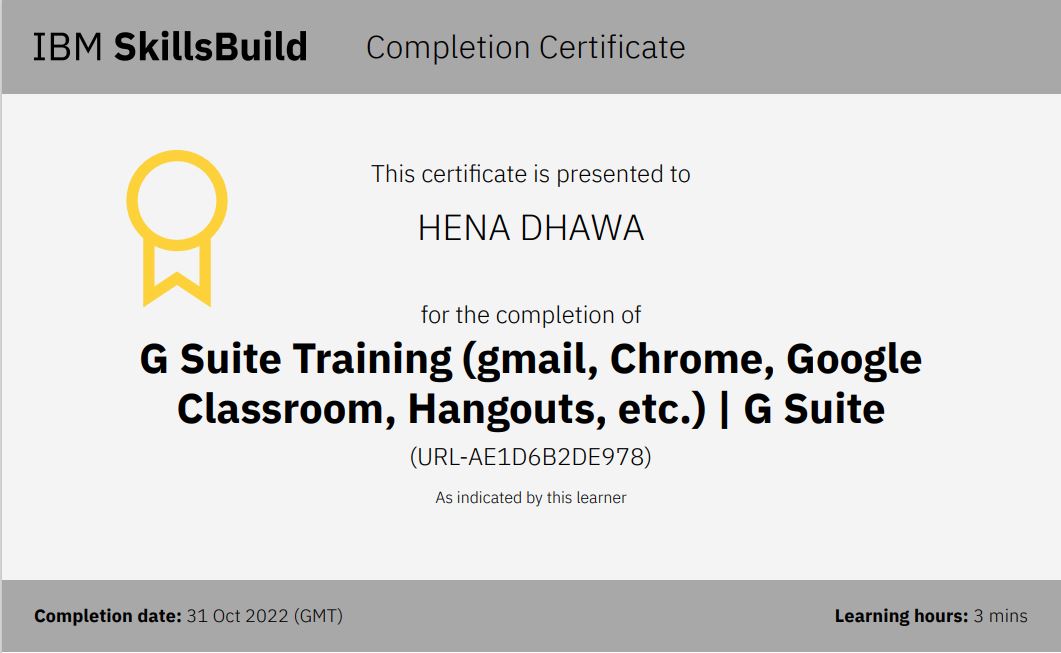 IBM SkillsBuild Completion Certificate
This certificate is presented to
HENA DHAWA
for the completion of
G Suite Training (gmail, Chrome, Google
Classroom, Hangouts, etc.) | G Suite
(URL-AE1D6B2DE978)
As indicated by this learner
Completion date: 31 Oct 2022 (GMT) Learning hours: 3 mins